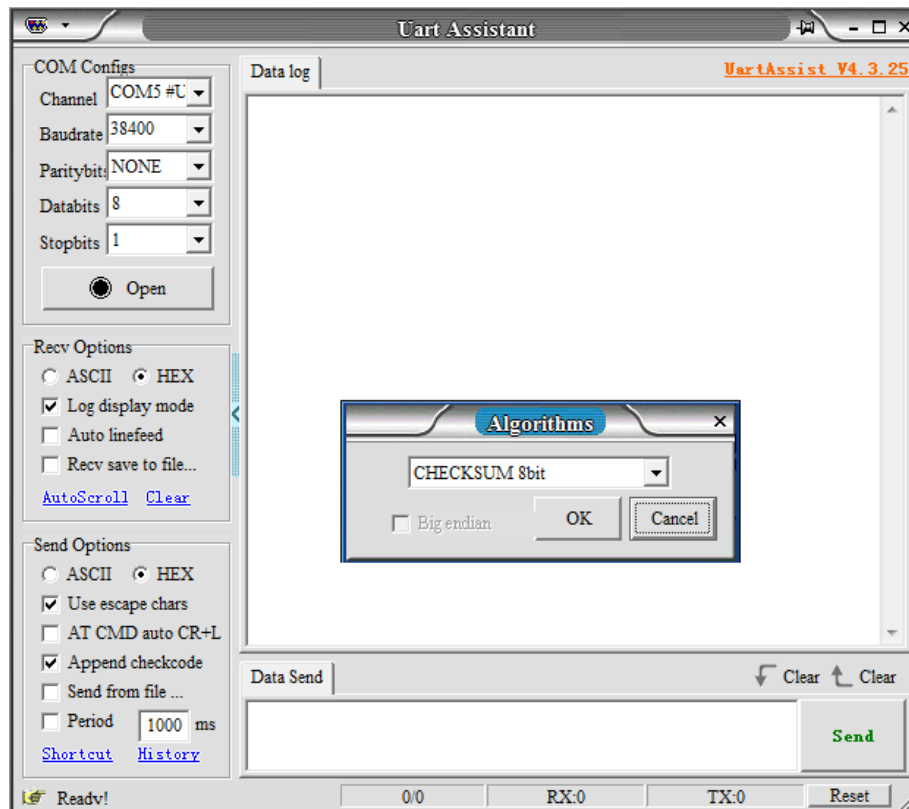 Uart Assistant
COM Configs
Channel COM5 #U
Baudrate 38400
Paritybit: NONE
Databits 8
Stopbits 1
Open
Recv Options
ASCII HEX
Log display mode
Auto linefeed
Recv save to file...
AutoScroll Clear
Send Options
ASCII HEX
Use escape chars
AT CMD auto CR+L
Append checkcode
Send from file ...
Period 1000 ms
Shortcut History
Data log
UartAssist V4.3.25
Algorithms
CHECKSUM 8bit
Big endian
OK
Cancel
Data Send
Clear Clear
Send
Ready!
0/0
RX:0
TX:0
Reset